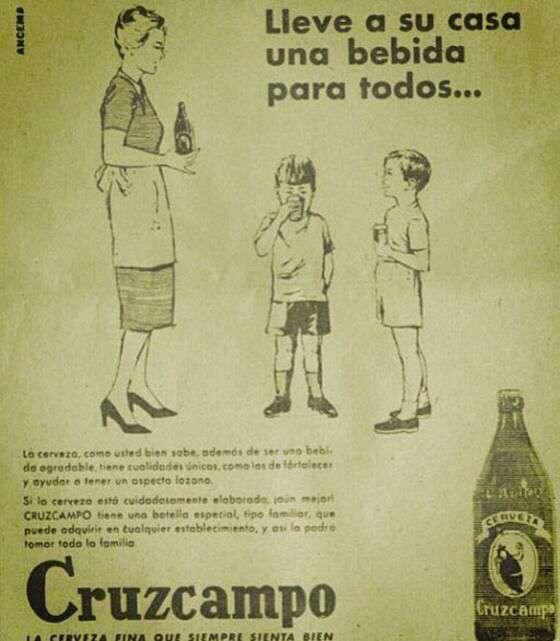 ANCEMA
Lleve a su casa
una bebida
para todos...
La cerveza, como usted bien sabe, además de ser una bebi-
da agradable, tiene cualidades únicas, como las de fortalecer
y ayudar a tener un aspecto lozano.
Si la cerveza está cuidadosamente elaborada, ¡aún mejor!
CRUZCAMPO tiene una botella especial, tipo familiar, que
puede adquirir en cualquier establecimiento, y así la podrá
tomar toda la familia.
Cruzcampo
LA CERVEZA FINA QUE SIEMPRE SIENTA BIEN
CERVEZA
Cruzcampo